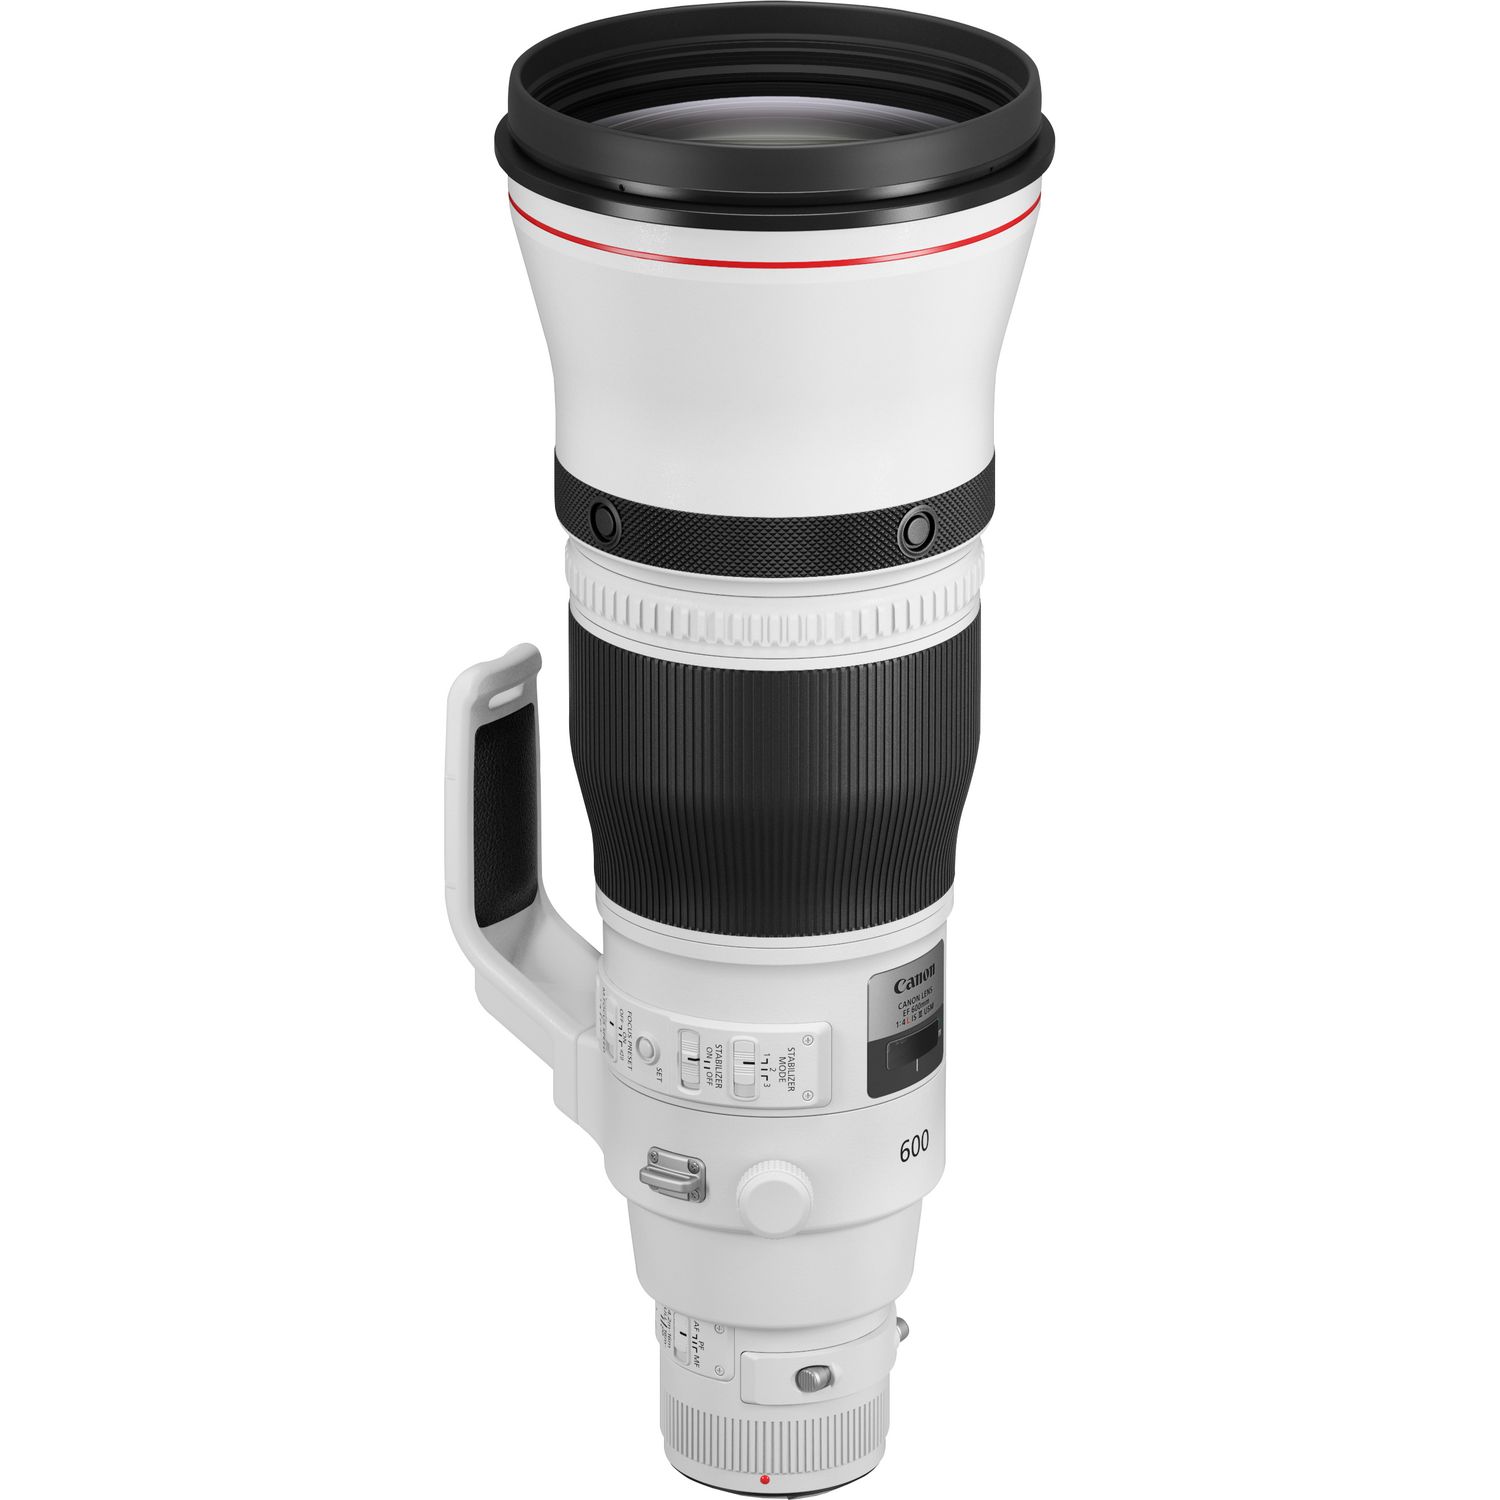 Canon
CANON LENS
EF 600mm
1:4 L IS III USM
STABILIZER
MODE
1 2 3
STABILIZER
ON OFF
SET
FOCUS PRESET
OFF ON
600
PF
AF MF